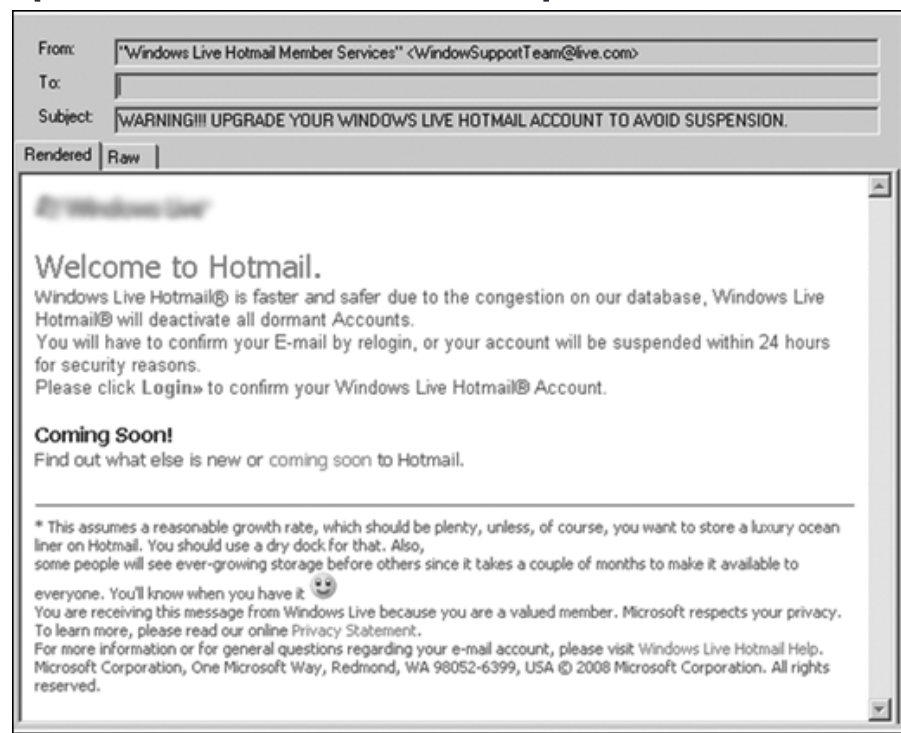 From: "Windows Live Hotmail Member Services" <WindowSupportTeam@live.com>
To:
Subject: WARNING!!! UPGRADE YOUR WINDOWS LIVE HOTMAIL ACCOUNT TO AVOID SUSPENSION.
Rendered Raw
Windows Live
Welcome to Hotmail.
Windows Live Hotmail® is faster and safer due to the congestion on our database, Windows Live
Hotmail® will deactivate all dormant Accounts.
You will have to confirm your E-mail by relogin, or your account will be suspended within 24 hours
for security reasons.
Please click Login» to confirm your Windows Live Hotmail® Account.
Coming Soon!
Find out what else is new or coming soon to Hotmail.
* This assumes a reasonable growth rate, which should be plenty, unless, of course, you want to store a luxury ocean
liner on Hotmail. You should use a dry dock for that. Also,
some people will see ever-growing storage before others since it takes a couple of months to make it available to
everyone. You'll know when you have it
You are receiving this message from Windows Live because you are a valued member. Microsoft respects your privacy.
To learn more, please read our online Privacy Statement.
For more information or for general questions regarding your e-mail account, please visit Windows Live Hotmail Help.
Microsoft Corporation, One Microsoft Way, Redmond, WA 98052-6399, USA © 2008 Microsoft Corporation. All rights
reserved.